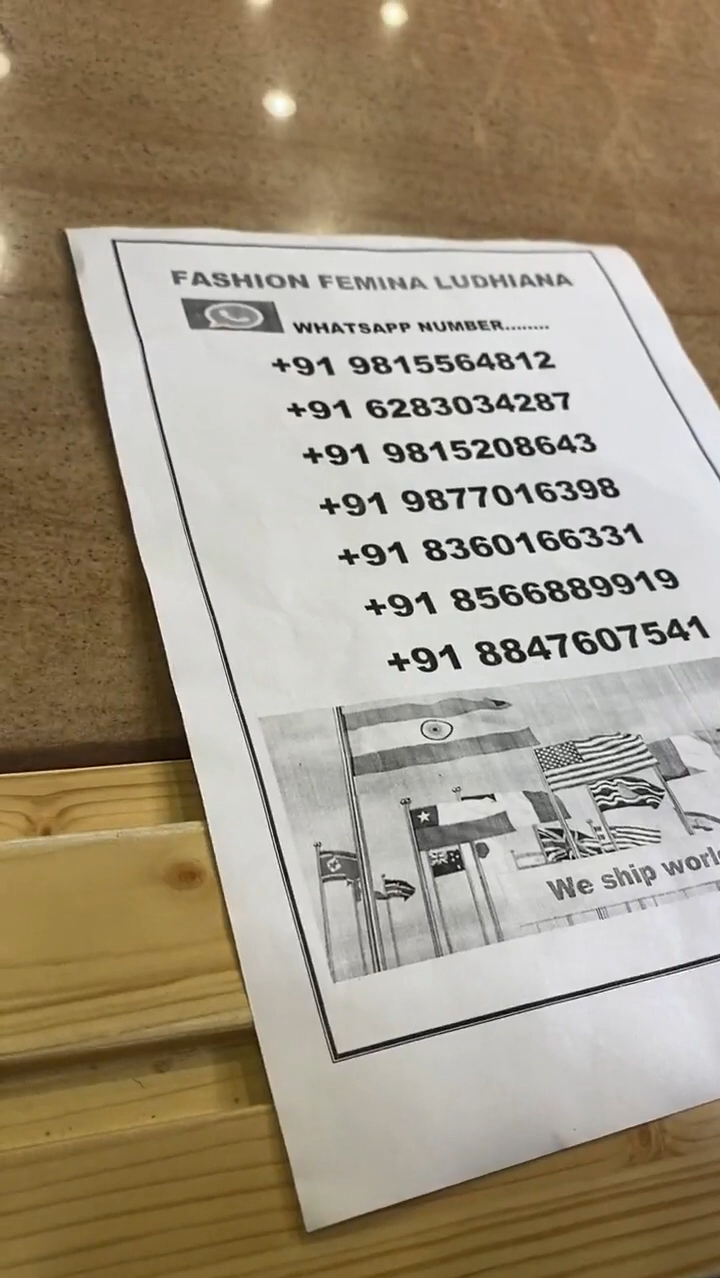 FASHION FEMINA LUDHIANA
WHATSAPP NUMBER........
+91 9815564812
+91 6283034287
+91 9815208643
+91 9877016398
+91 8360166331
+91 8566889919
+91 8847607541
We ship